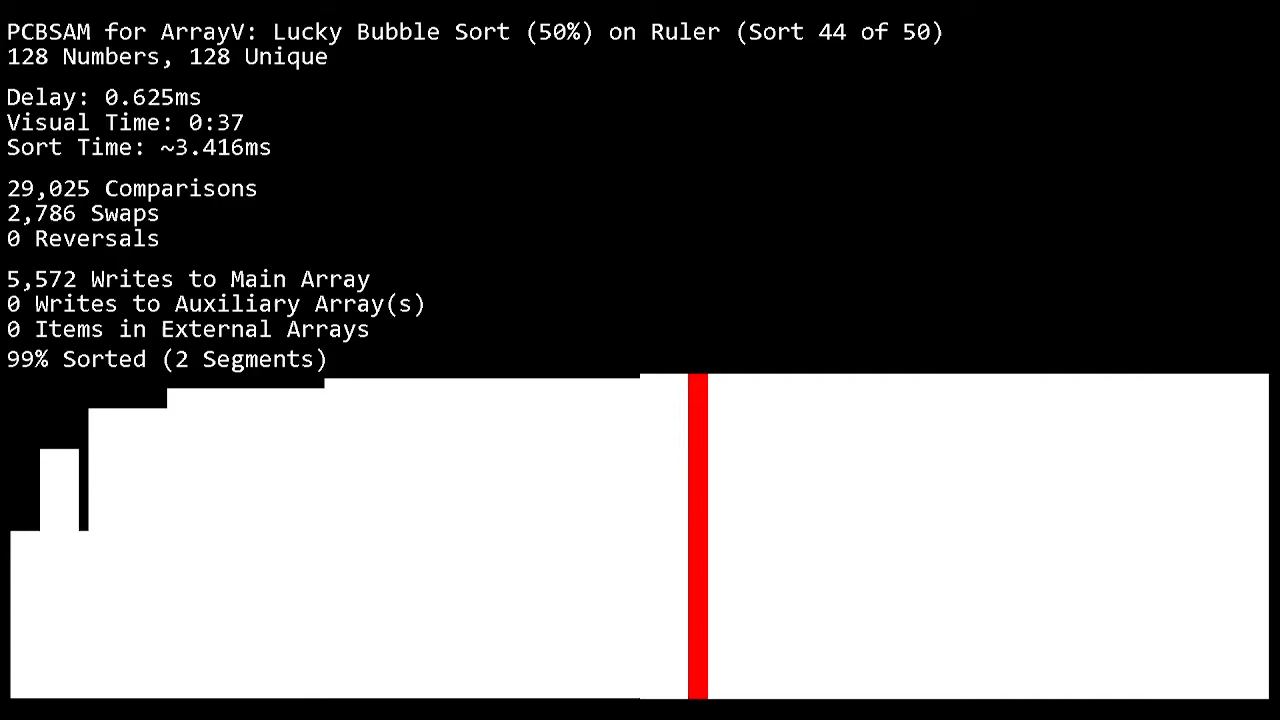 PCBSAM for ArrayV: Lucky Bubble Sort (50%) on Ruler (Sort 44 of 50)
128 Numbers, 128 Unique
Delay: 0.625ms
Visual Time: 0:37
Sort Time: ~3.416ms
29,025 Comparisons
2,786 Swaps
0 Reversals
5,572 Writes to Main Array
0 Writes to Auxiliary Array(s)
0 Items in External Arrays
99% Sorted (2 Segments)